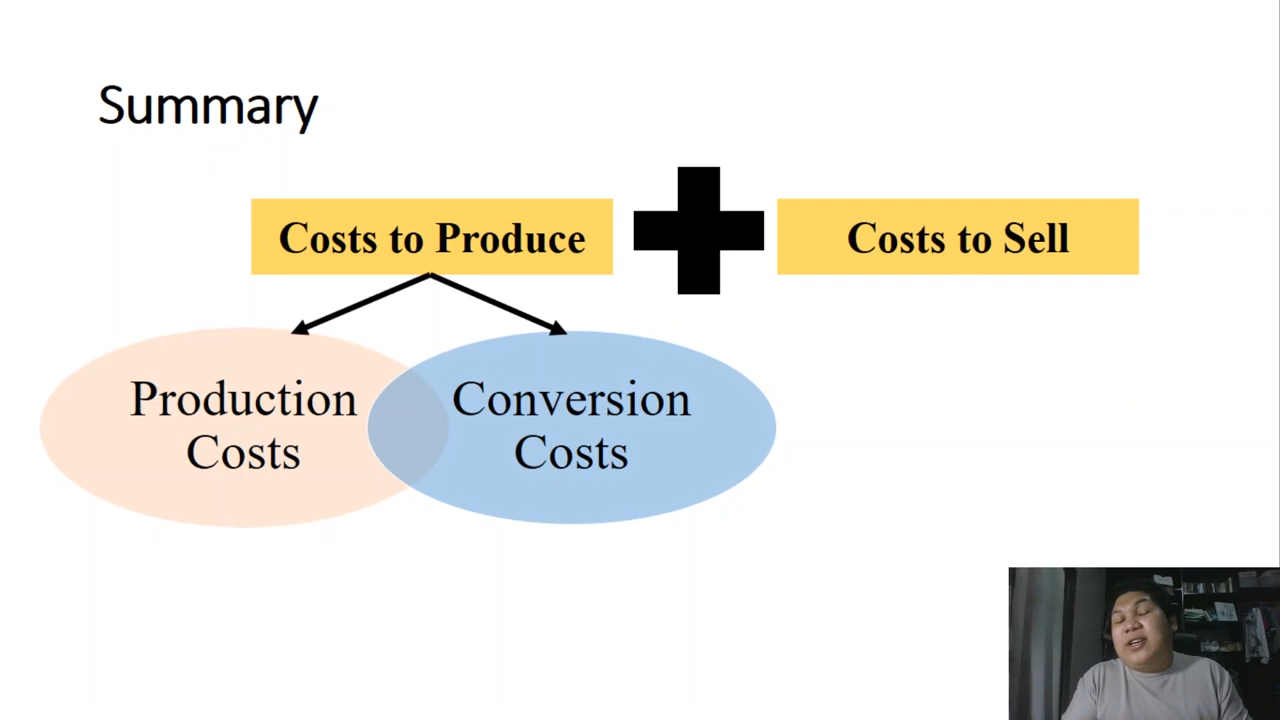 Summary
Costs to Produce
Costs to Sell
Production
Costs
Conversion
Costs